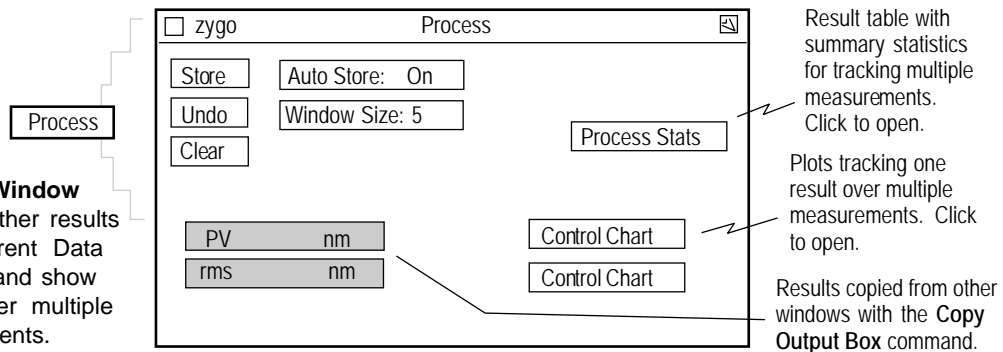 zygo Process
Store
Auto Store: On
Undo
Window Size: 5
Clear
Process Stats
PV nm
rms nm
Control Chart
Control Chart
Process
Window
ther results
rent Data
and show
er multiple
ents.
Result table with
summary statistics
for tracking multiple
measurements.
Click to open.
Plots tracking one
result over multiple
measurements. Click
to open.
Results copied from other
windows with the Copy
Output Box command.